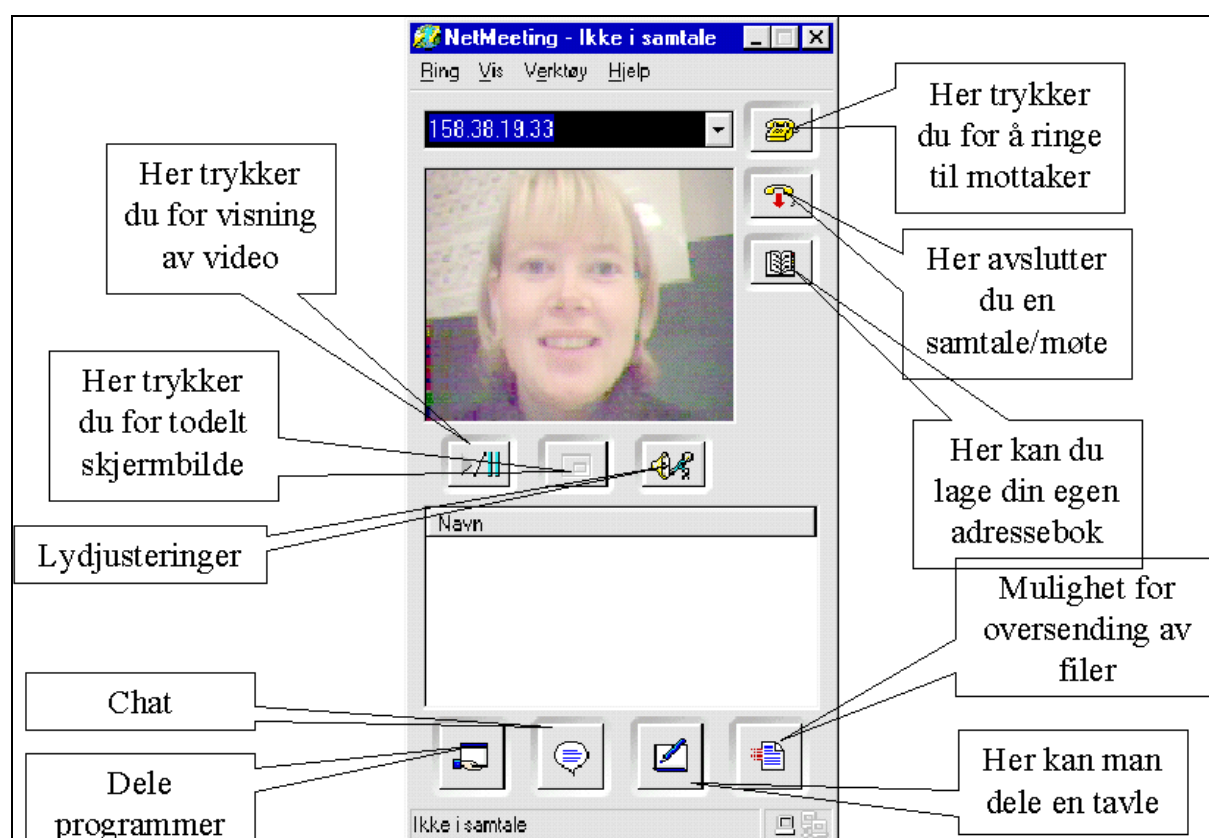 NetMeeting - Ikke i samtale
Ring Vis Verktøy Hjelp
158.38.19.33
Her trykker
du for å ringe
til mottaker
Her trykker
du for visning
av video
Her avslutter
du en
samtale/møte
Her trykker
du for todelt
skjermbilde
Her kan du
lage din egen
adressebok
Lydjusteringer
Navn
Mulighet for
oversending av
filer
Chat
Dele
programmer
Her kan man
dele en tavle
Ikke i samtale